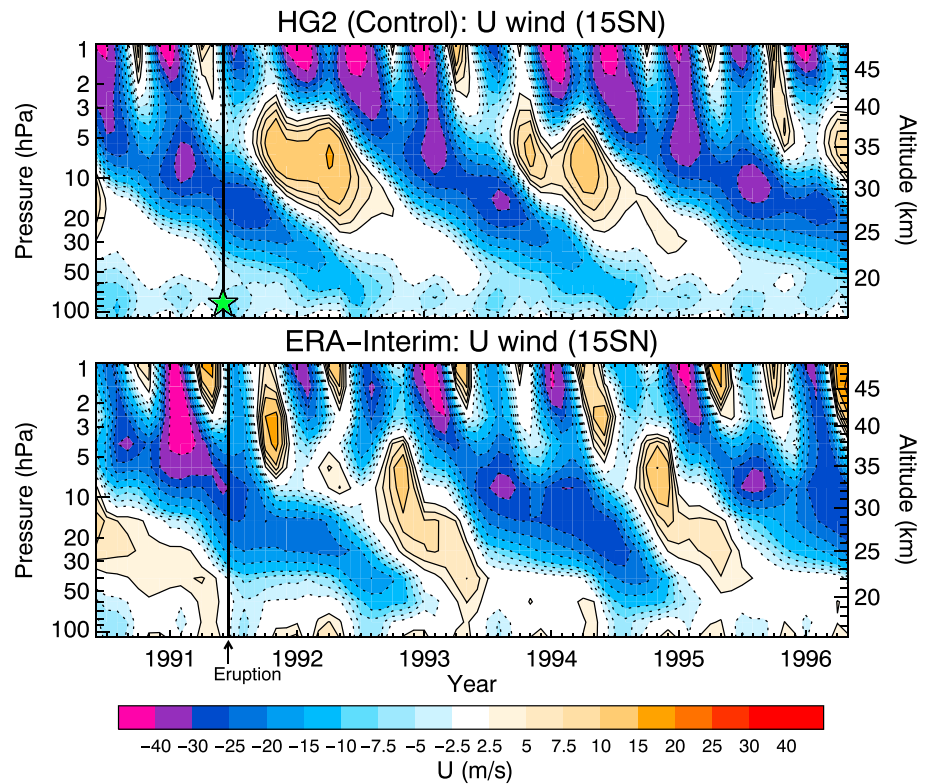 HG2 (Control): U wind (15SN)
Pressure (hPa)
1
2
3
5
10
20
30
50
100
45
40
35
30
25
20
Altitude (km)
ERA−Interim: U wind (15SN)
Pressure (hPa)
1
2
3
5
10
20
30
50
100
45
40
35
30
25
20
Altitude (km)
1991 1992 1993 1994 1995 1996
Eruption
Year
−40 −30 −25 −20 −15 −10 −7.5 −5 −2.5 2.5 5 7.5 10 15 20 25 30 40
U (m/s)